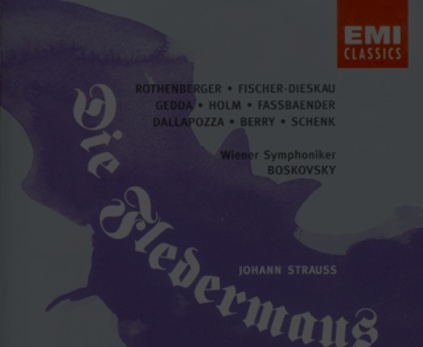 EMI
CLASSICS
ROTHENBERGER • FISCHER-DIESKAU
GEDDA • HOLM • FASSBAENDER
DALLAPOZZA • BERRY • SCHENK
Wiener Symphoniker
BOSKOVSKY
Die Fledermaus
JOHANN STRAUSS